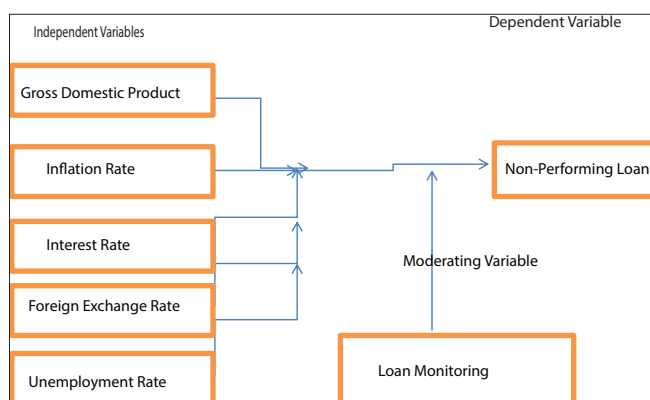 Dependent Variable
Independent Variables
Gross Domestic Product
Inflation Rate
Non-Performing Loan
Interest Rate
Moderating Variable
Foreign Exchange Rate
Loan Monitoring
Unemployment Rate